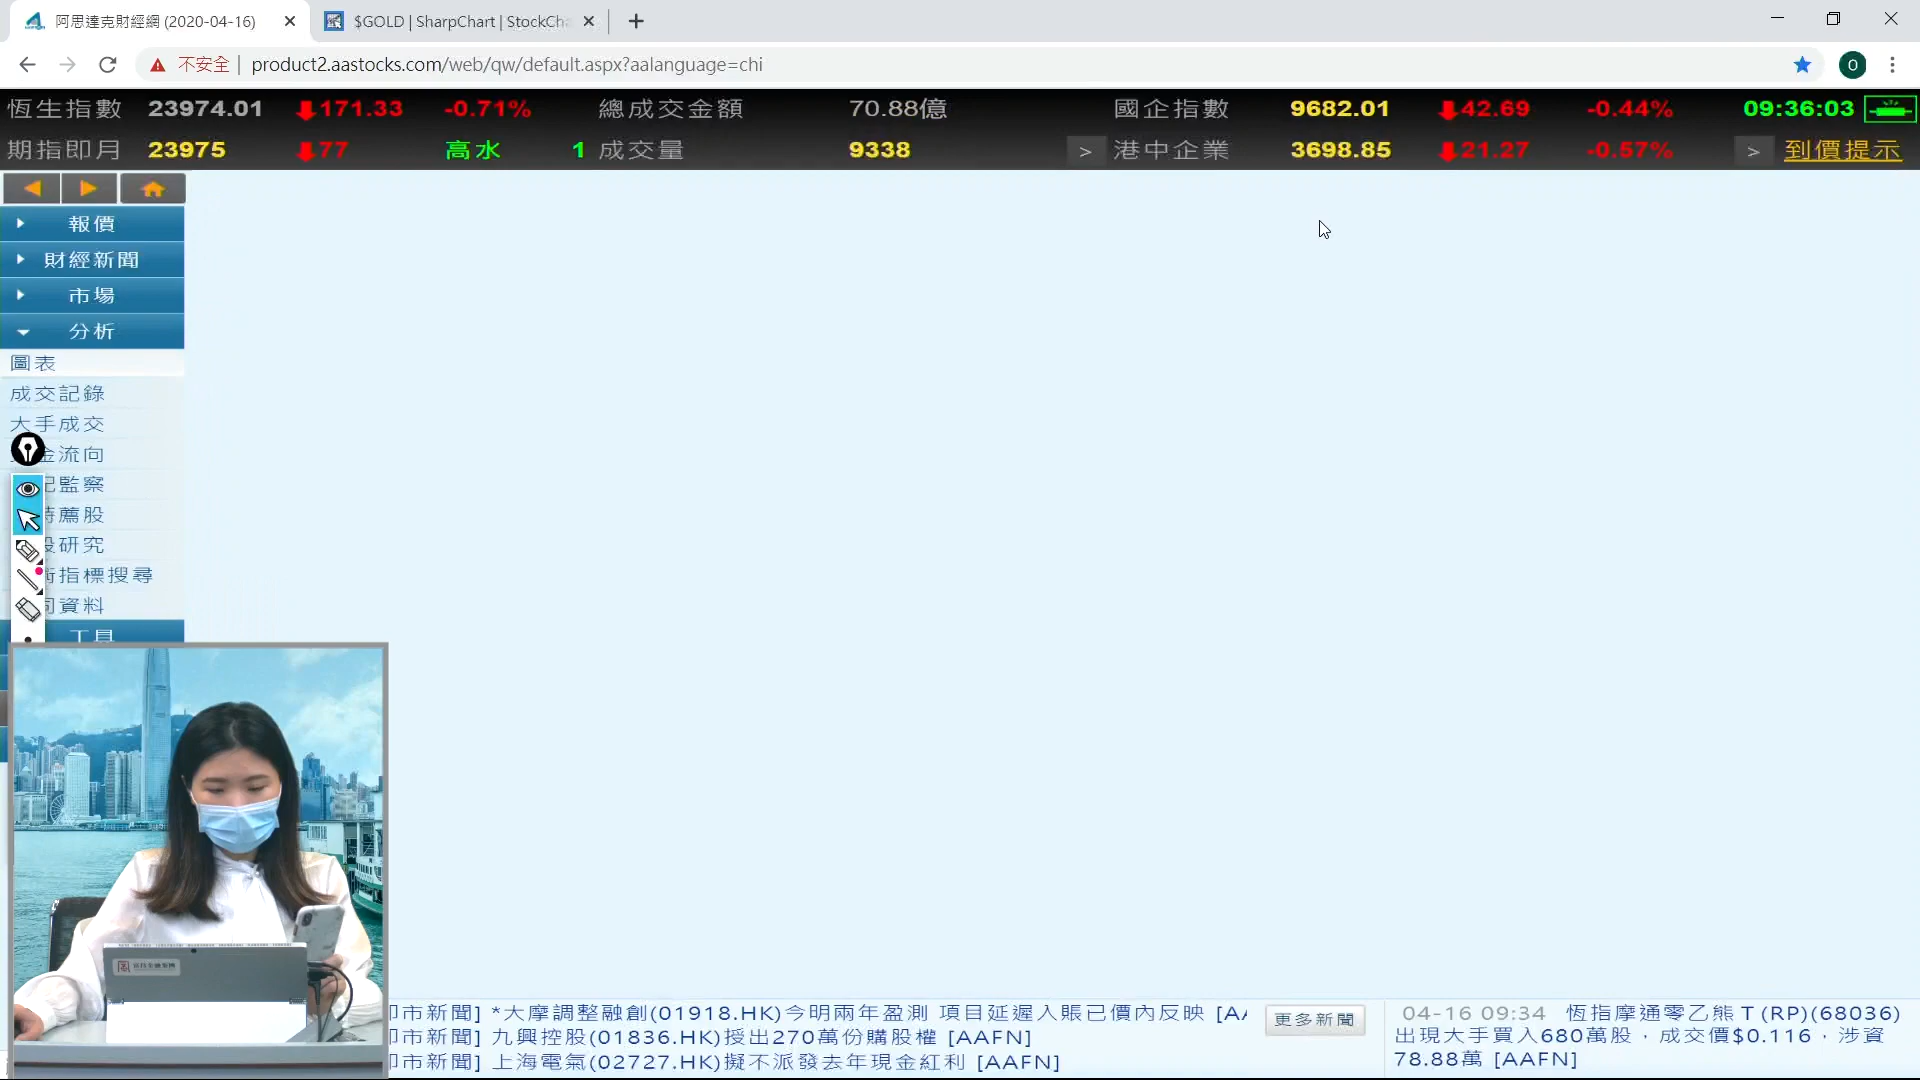 阿思達克財經網 (2020-04-16)
$GOLD | SharpChart | StockCha
不安全 | product2.aastocks.com/web/qw/default.aspx?aalanguage=chi
O
恆生指數 23974.01 171.33 -0.71% 總成交金額 70.88億 國企指數 9682.01 42.69 -0.44% 09:36:03
期指即月 23975 77 高水 1 成交量 9338 > 港中企業 3698.85 21.27 -0.57% > 到價提示
報價
財經新聞
市場
分析
圖表
成交記錄
大手成交
金流向
監察
薦股
研究
指標搜尋
資料
工具
市新聞] *大摩調整融創(01918.HK)今明兩年盈測 項目延遲入賬已價內反映 [AA
市新聞] 九興控股(01836.HK)授出270萬份購股權 [AAFN]
市新聞] 上海電氣(02727.HK)擬不派發去年現金紅利 [AAFN]
更多新聞
04-16 09:34 恆指摩通零乙熊T(RP)(68036)
出現大手買入680萬股，成交價$0.116，涉資
78.88萬 [AAFN]